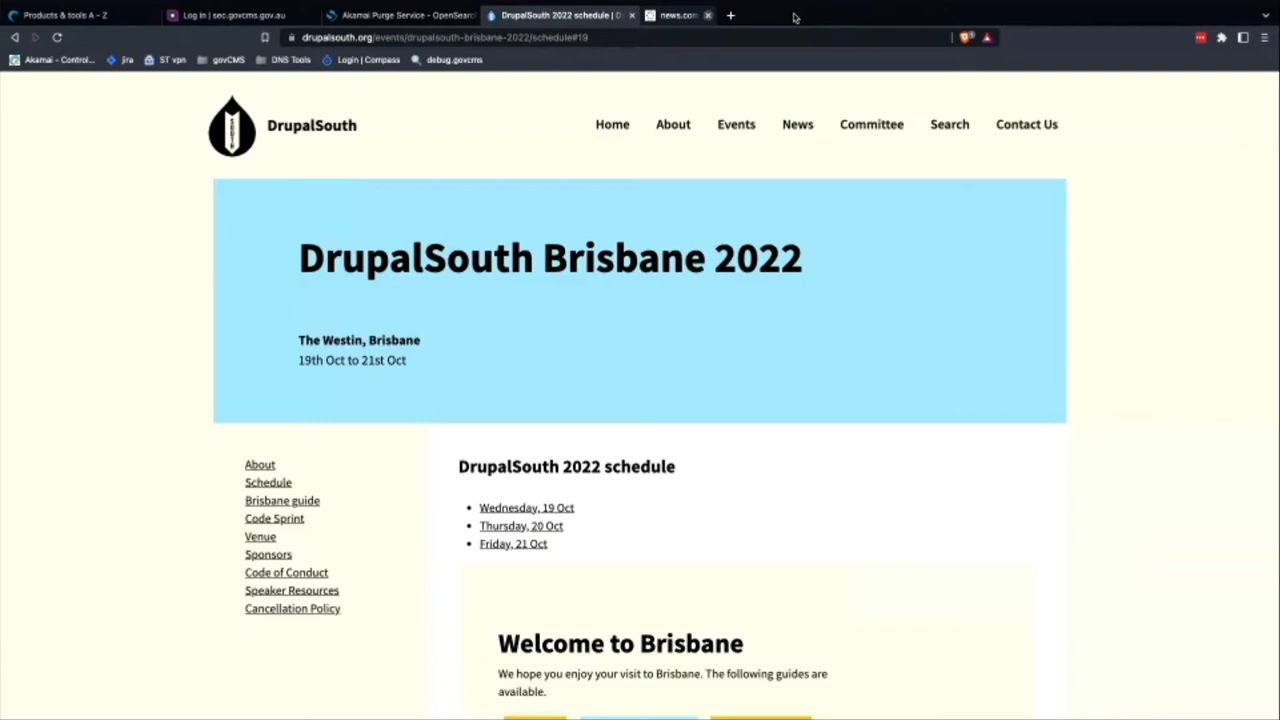 Products & tools A – Z
Log in | sec.govcms.gov.au
Akamai Purge Service - OpenSearc
DrupalSouth 2022 schedule | D
news.com
drupalsouth.org/events/drupalsouth-brisbane-2022/schedule#19
Akamai - Control...
jira
ST vpn
govCMS
DNS Tools
Login | Compass
debug.govcms
DrupalSouth
Home
About
Events
News
Committee
Search
Contact Us
DrupalSouth Brisbane 2022
The Westin, Brisbane
19th Oct to 21st Oct
About
Schedule
Brisbane guide
Code Sprint
Venue
Sponsors
Code of Conduct
Speaker Resources
Cancellation Policy
DrupalSouth 2022 schedule
Wednesday, 19 Oct
Thursday, 20 Oct
Friday, 21 Oct
Welcome to Brisbane
We hope you enjoy your visit to Brisbane. The following guides are
available.